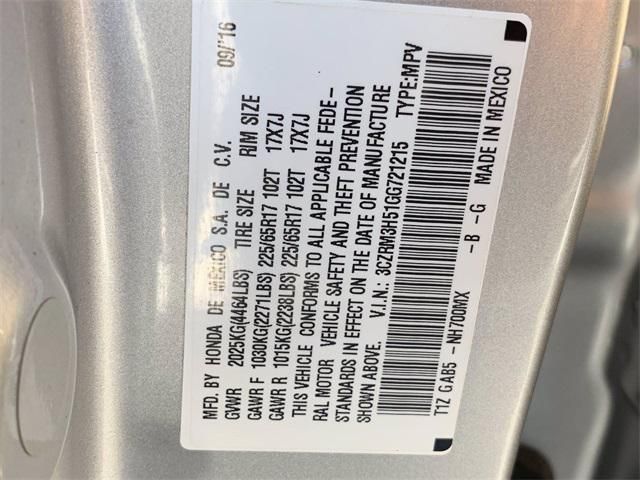 MFD. BY HONDA DE MEXICO S.A. DE C.V. 09/'16
GVWR 2025KG(4464LBS) TIRE SIZE RIM SIZE
GAWR F 1030KG(2271LBS) 225/65R17 102T 17X7J
GAWR R 1015KG(2238LBS) 225/65R17 102T 17X7J
THIS VEHICLE CONFORMS TO ALL APPLICABLE FEDE-
RAL MOTOR VEHICLE SAFETY AND THEFT PREVENTION
STANDARDS IN EFFECT ON THE DATE OF MANUFACTURE
SHOWN ABOVE. V.I.N.: 3CZRM3H51GG721215 TYPE:MPV
T1Z GAB5 -NH700MX -B -G MADE IN MEXICO